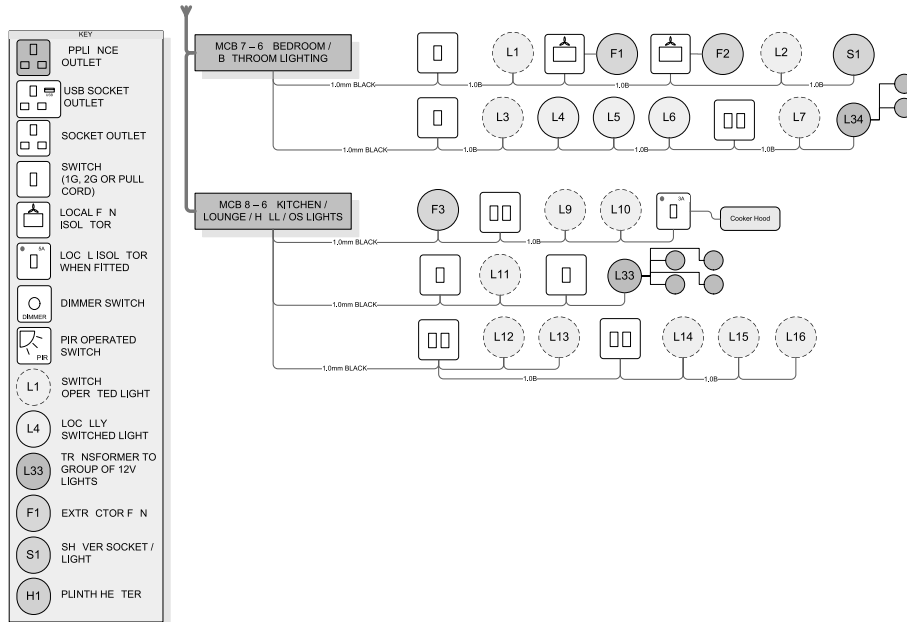 KEY
PPLI NCE
OUTLET
USB SOCKET
OUTLET
SOCKET OUTLET
SWITCH
(1G, 2G OR PULL
CORD)
LOCAL F N
ISOL TOR
5A
LOC L ISOL TOR
WHEN FITTED
DIMMER
DIMMER SWITCH
PIR
PIR OPERATED
SWITCH
L1
SWITCH
OPER TED LIGHT
L4
LOC LLY
SWITCHED LIGHT
L33
TR NSFORMER TO
GROUP OF 12V
LIGHTS
F1
EXTR CTOR F N
S1
SH VER SOCKET /
LIGHT
H1
PLINTH HE TER
MCB 7 – 6 BEDROOM /
B THROOM LIGHTING
L1 F1 F2 L2 S1
1.0mm BLACK 1.0B 1.0B 1.0B
L3 L4 L5 L6 L7 L34
1.0mm BLACK 1.0B 1.0B 1.0B
MCB 8 – 6 KITCHEN /
LOUNGE / H LL / OS LIGHTS
F3 L9 L10 3A Cooker Hood
1.0mm BLACK 1.0B
L11 L33
1.0mm BLACK
L12 L13 L14 L15 L16
1.0mm BLACK
1.0B 1.0B